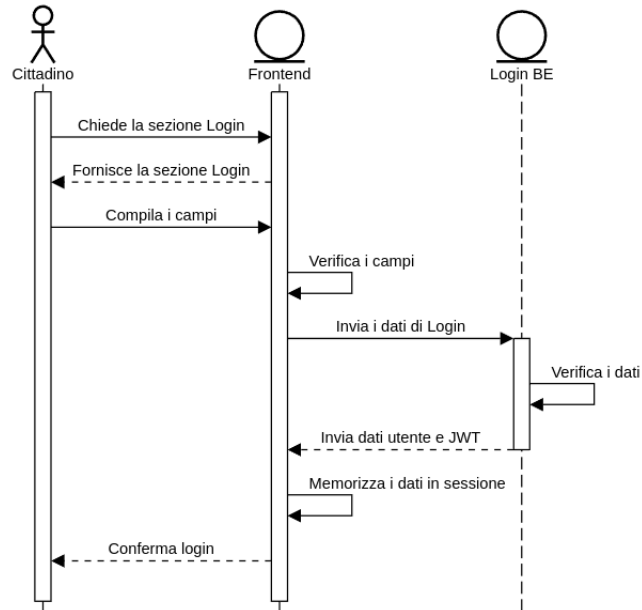 Cittadino
Frontend
Login BE
Chiede la sezione Login
Fornisce la sezione Login
Compila i campi
Verifica i campi
Invia i dati di Login
Verifica i dati
Invia dati utente e JWT
Memorizza i dati in sessione
Conferma login